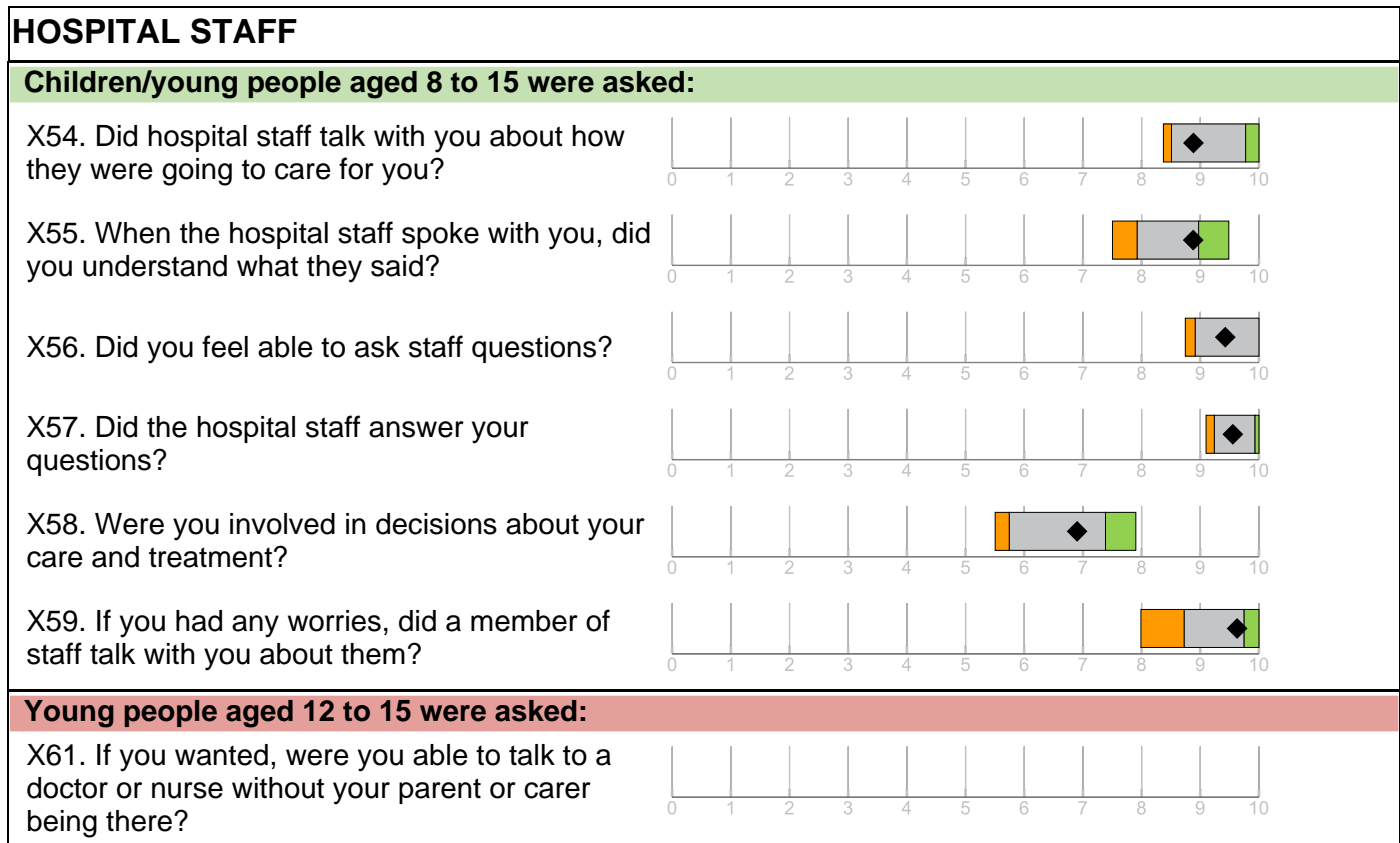 HOSPITAL STAFF
Children/young people aged 8 to 15 were asked:
X54. Did hospital staff talk with you about how
they were going to care for you?
0 1 2 3 4 5 6 7 8 9 10
X55. When the hospital staff spoke with you, did
you understand what they said?
0 1 2 3 4 5 6 7 8 9 10
X56. Did you feel able to ask staff questions?
0 1 2 3 4 5 6 7 8 9 10
X57. Did the hospital staff answer your
questions?
0 1 2 3 4 5 6 7 8 9 10
X58. Were you involved in decisions about your
care and treatment?
0 1 2 3 4 5 6 7 8 9 10
X59. If you had any worries, did a member of
staff talk with you about them?
0 1 2 3 4 5 6 7 8 9 10
Young people aged 12 to 15 were asked:
X61. If you wanted, were you able to talk to a
doctor or nurse without your parent or carer
being there?
0 1 2 3 4 5 6 7 8 9 10